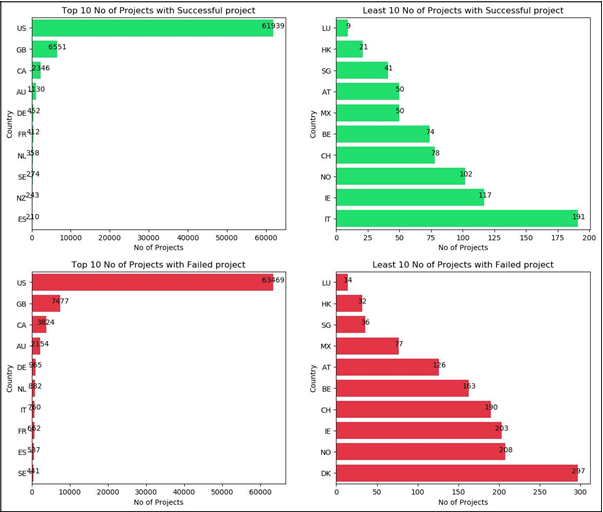 Top 10 No of Projects with Successful project
Country
US 61939
GB 6551
CA 2346
AU 1130
DE 452
FR 412
NL 358
SE 274
NZ 243
ES 210
0 10000 20000 30000 40000 50000 60000
No of Projects
Least 10 No of Projects with Successful project
Country
LU 9
HK 21
SG 41
AT 50
MX 50
BE 74
CH 78
NO 102
IE 117
IT 191
0 25 50 75 100 125 150 175 200
No of Projects
Top 10 No of Projects with Failed project
Country
US 63469
GB 7477
CA 3824
AU 2154
DE 965
NL 882
IT 760
FR 662
ES 537
SE 441
0 10000 20000 30000 40000 50000 60000
No of Projects
Least 10 No of Projects with Failed project
Country
LU 14
HK 32
SG 36
MX 77
AT 126
BE 163
CH 190
IE 203
NO 208
DK 297
0 50 100 150 200 250 300
No of Projects